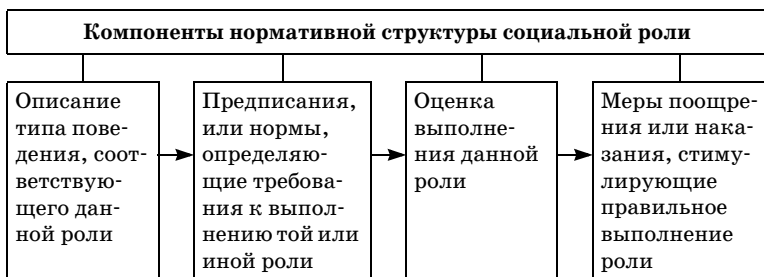 Компоненты нормативной структуры социальной роли
Описание
типа пове-
дения, соот-
ветствую-
щего дан-
ной роли
Предписания,
или нормы,
определяю-
щие требова-
ния к выпол-
нению той или
иной роли
Оценка
выполне-
ния данной
роли
Меры поощре-
ния или нака-
зания, стиму-
лирующие
правильное
выполнение
роли